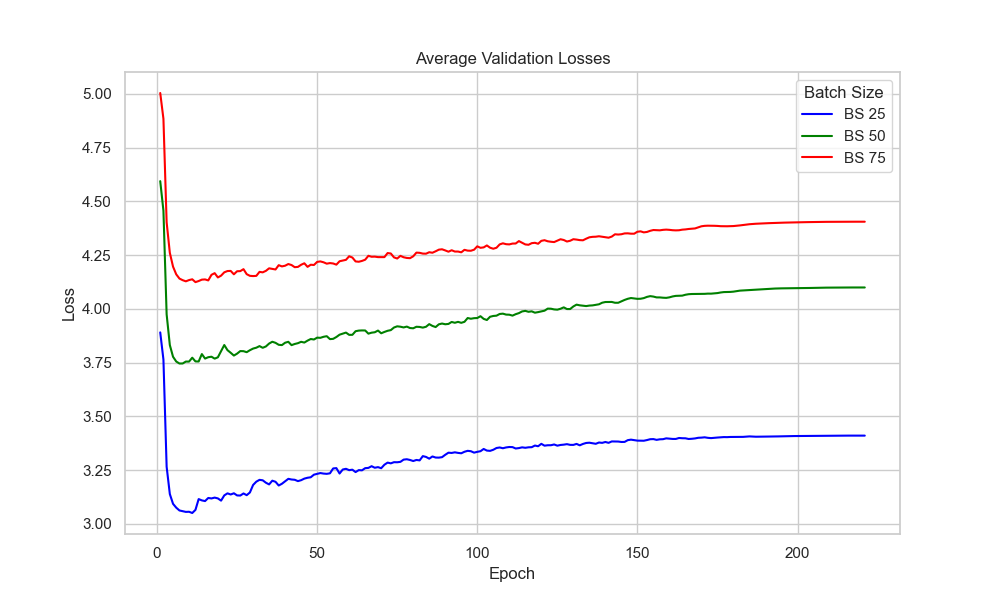 Average Validation Losses
Batch Size
BS 25
BS 50
BS 75
5.00
4.75
4.50
4.25
4.00
3.75
3.50
3.25
3.00
Loss
0 50 100 150 200
Epoch